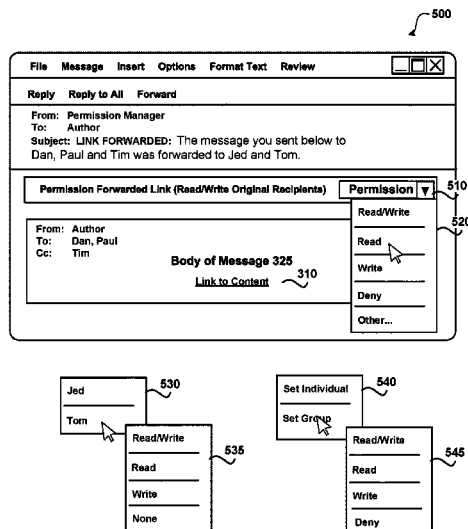 500
File Message Insert Options Format Text Review
Reply Reply to All Forward
From: Permission Manager
To: Author
Subject: LINK FORWARDED: The message you sent below to
Dan, Paul and Tim was forwarded to Jed and Tom.
Permission Forwarded Link (Read/Write Original Recipients) Permission 510
Read/Write 520
Read
Write
Deny
Other...
From: Author
To: Dan, Paul
Cc: Tim
Body of Message 325
Link to Content 310
Jed 530
Tom
Read/Write 535
Read
Write
None
Set Individual 540
Set Group
Read/Write 545
Read
Write
Deny